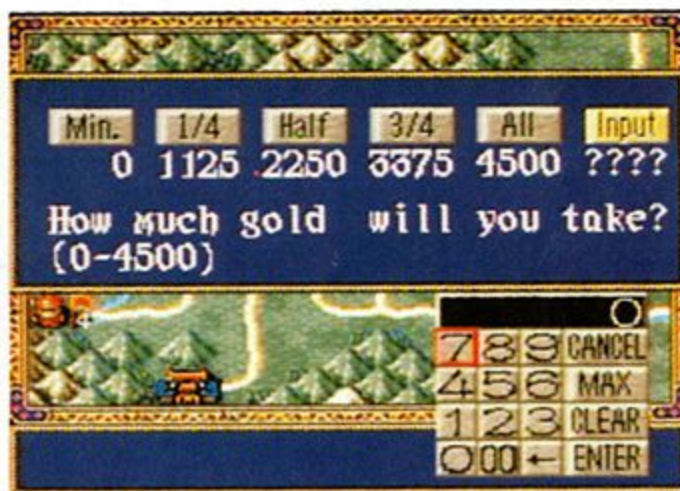 Min. 1/4 Half 3/4 All Input
0 1125 2250 3375 4500 ????
How much gold will you take?
(0-4500)
0
7 8 9 CANCEL
4 5 6 MAX
1 2 3 CLEAR
0 00 ← ENTER